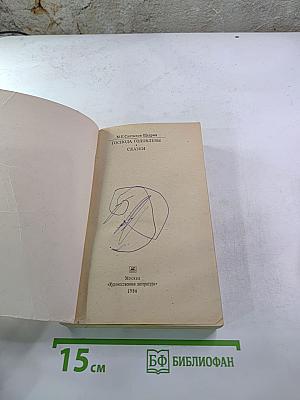 М.Е.Салтыков-Щедрин
ГОСПОДА ГОЛОВЛЕВЫ
СКАЗКИ
Москва
«Художественная литература»
1984
15 см
БФ БИБЛИОФАН